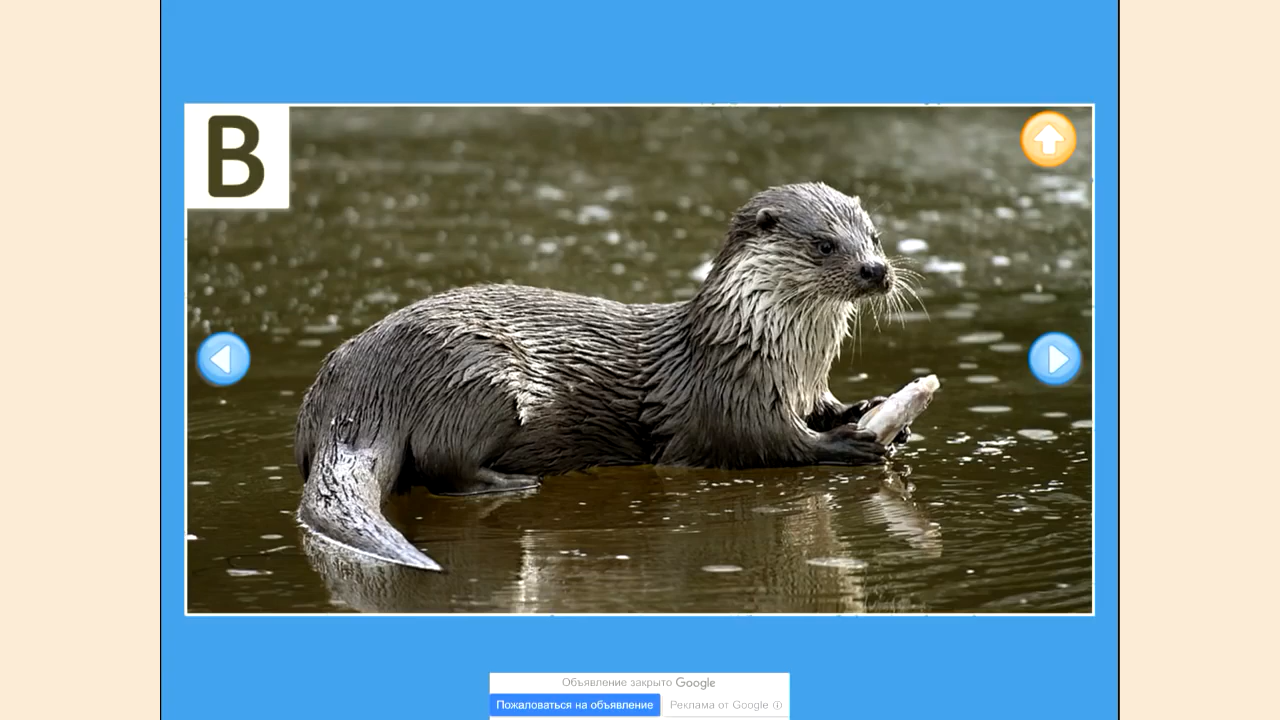 В
Объявление закрыто Google
Пожаловаться на объявление
Реклама от Google